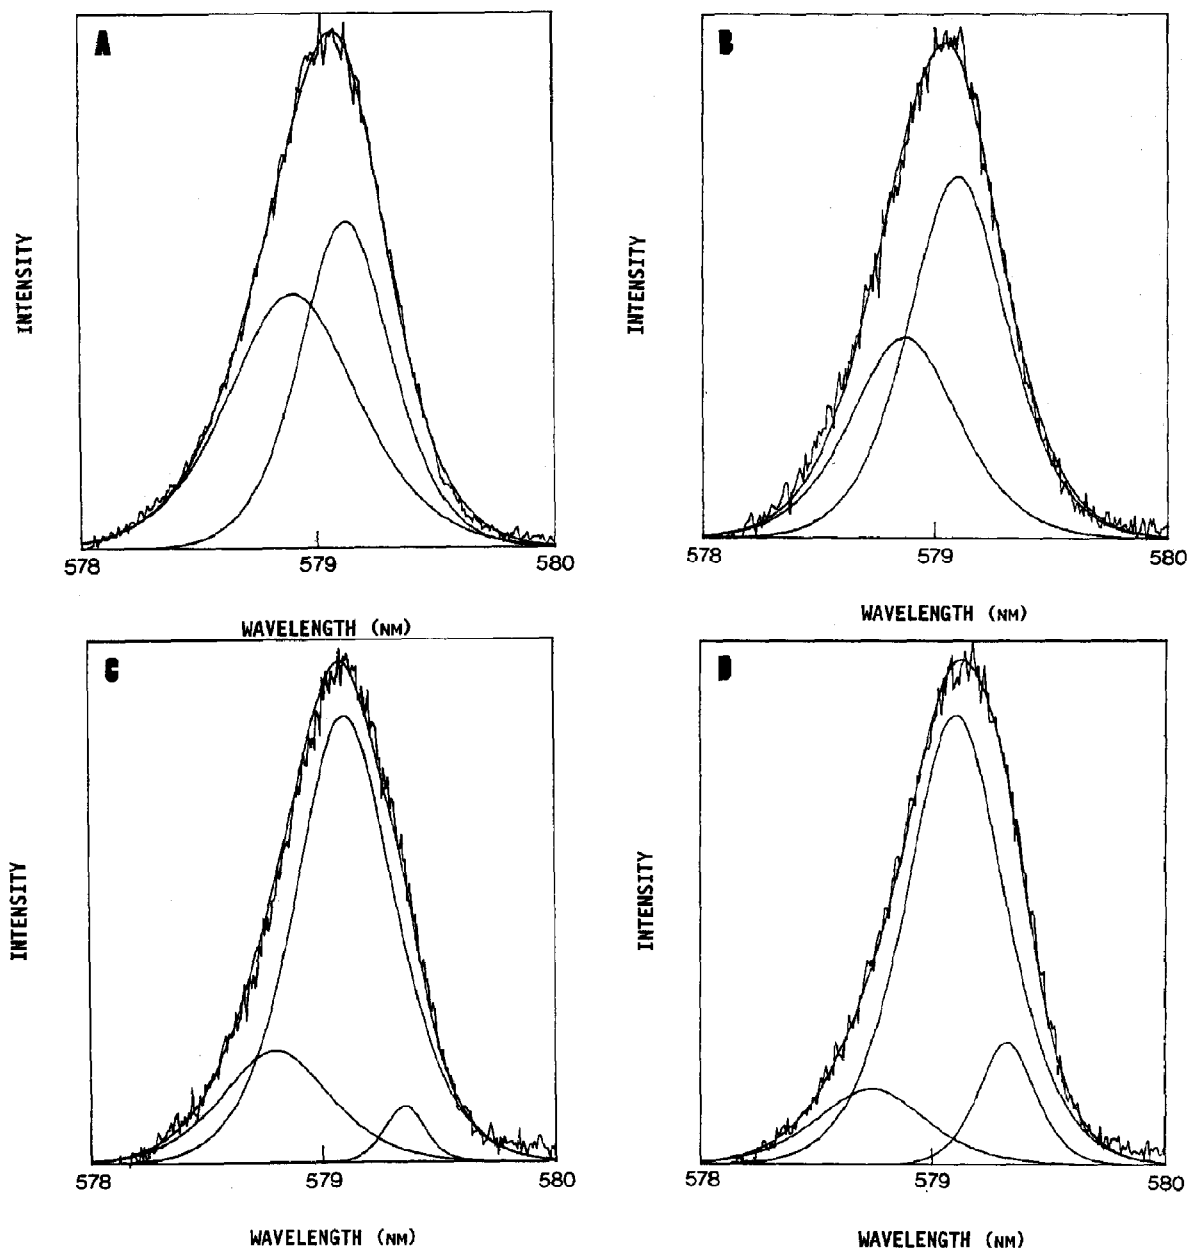 A
INTENSITY
578 579 580
WAVELENGTH (NM)
B
INTENSITY
578 579 580
WAVELENGTH (NM)
C
INTENSITY
578 579 580
WAVELENGTH (NM)
D
INTENSITY
578 579 580
WAVELENGTH (NM)